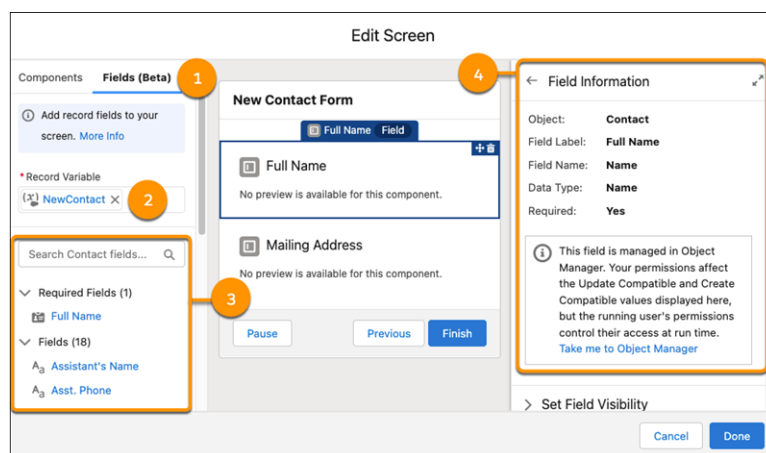 Edit Screen
Components
Fields (Beta)
1
Add record fields to your
screen. More Info
*Record Variable
NewContact
2
Search Contact fields...
3
Required Fields (1)
Full Name
Fields (18)
Aa Assistant's Name
Aa Asst. Phone
New Contact Form
Full Name Field
Full Name
No preview is available for this component.
Mailing Address
No preview is available for this component.
Pause
Previous
Finish
4
Field Information
Object: Contact
Field Label: Full Name
Field Name: Name
Data Type: Name
Required: Yes
This field is managed in Object
Manager. Your permissions affect
the Update Compatible and Create
Compatible values displayed here,
but the running user's permissions
control their access at run time.
Take me to Object Manager
Set Field Visibility
Cancel
Done